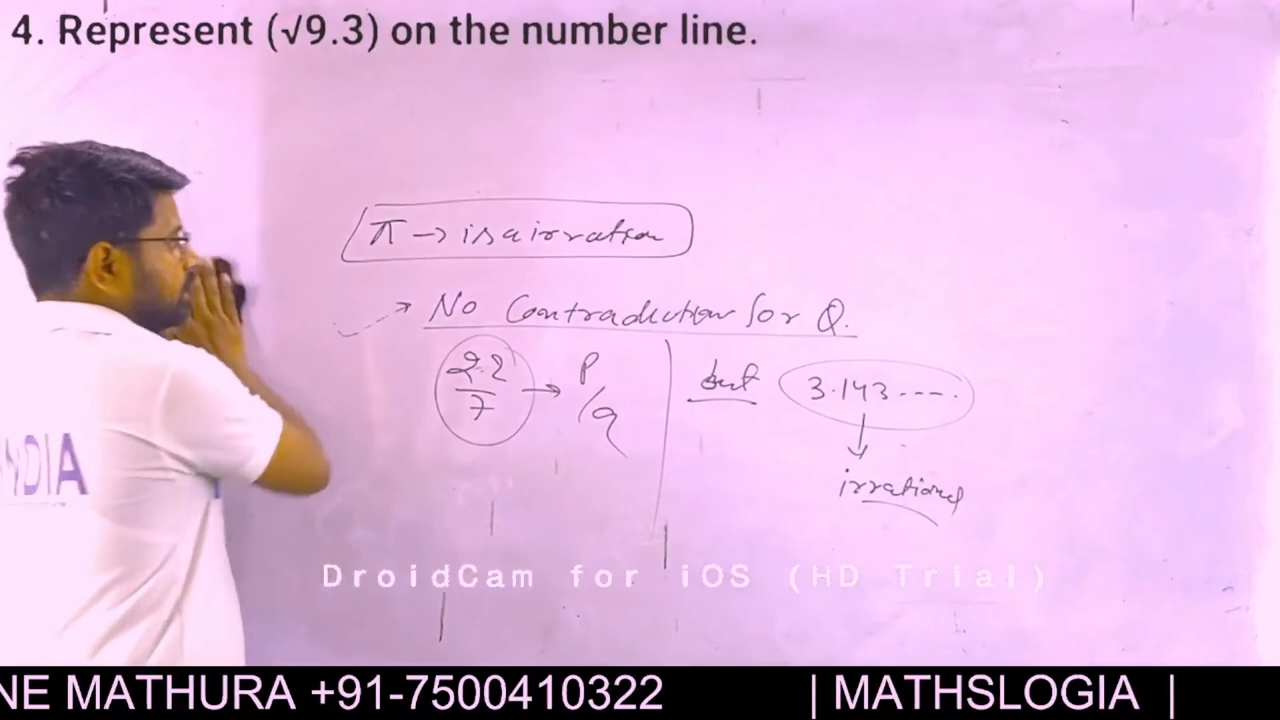 4. Represent (√9.3) on the number line.
π → is a irration
→ No Contradiction for Q.
22/7 → p/q | but 3.143----.
↓
irrational
NDIA
DroidCam for iOS (HD Trial)
NE MATHURA +91-7500410322 | MATHSLOGIA |